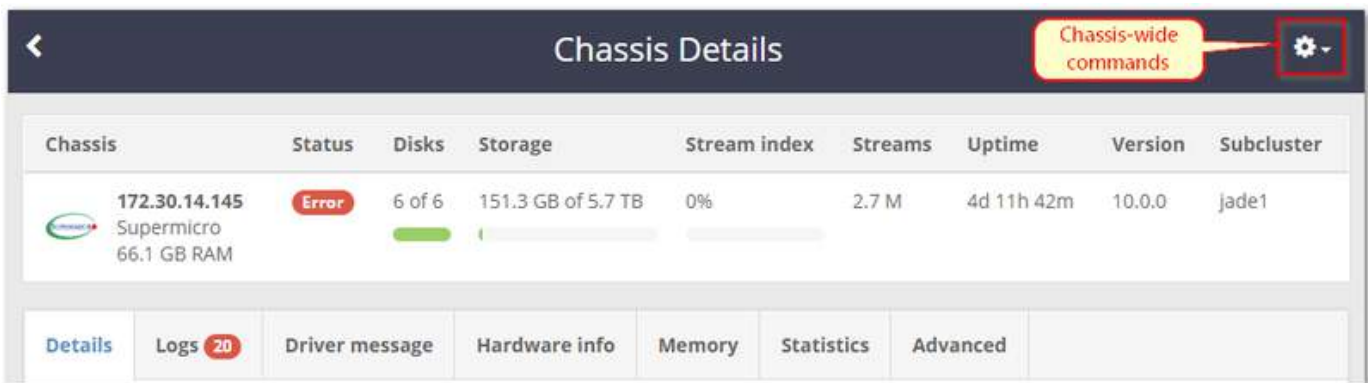 Chassis Details
Chassis-wide
commands
Chassis Status Disks Storage Stream index Streams Uptime Version Subcluster
172.30.14.145 Error 6 of 6 151.3 GB of 5.7 TB 0% 2.7 M 4d 11h 42m 10.0.0 jade1
Supermicro
66.1 GB RAM
Details Logs 20 Driver message Hardware info Memory Statistics Advanced